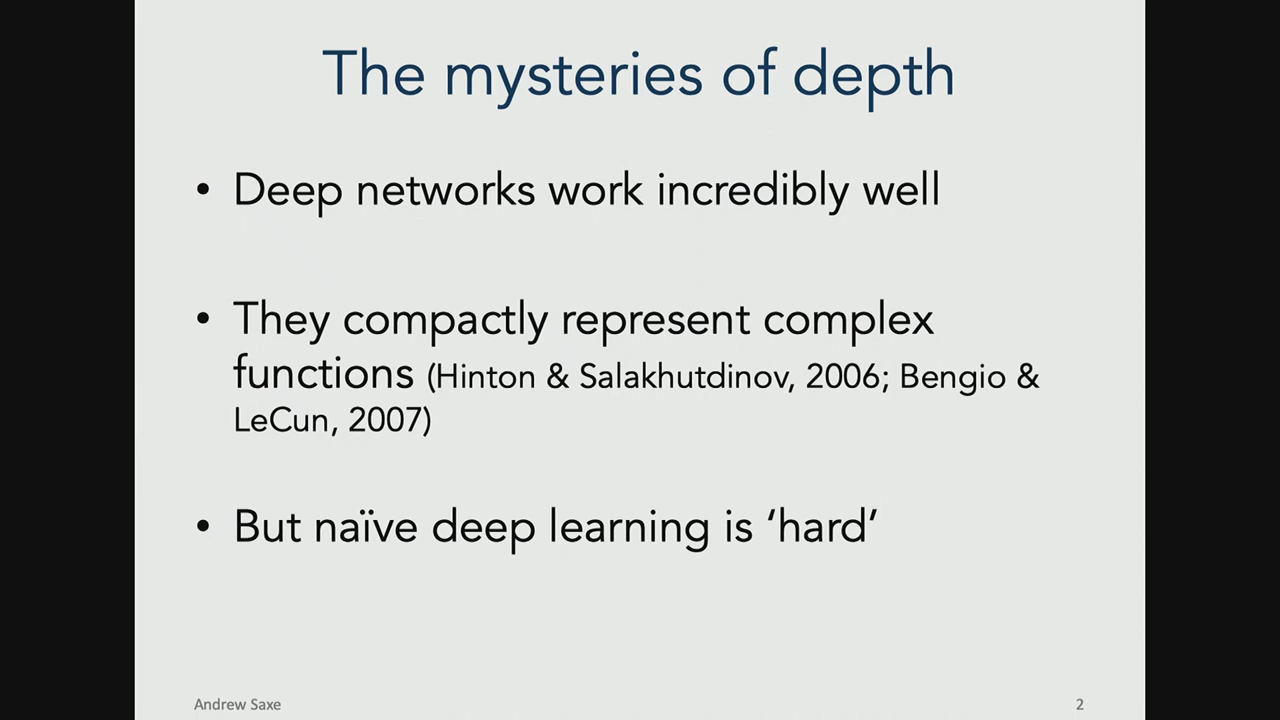 The mysteries of depth
• Deep networks work incredibly well
• They compactly represent complex
functions (Hinton & Salakhutdinov, 2006; Bengio &
LeCun, 2007)
• But naïve deep learning is ‘hard’
Andrew Saxe 2